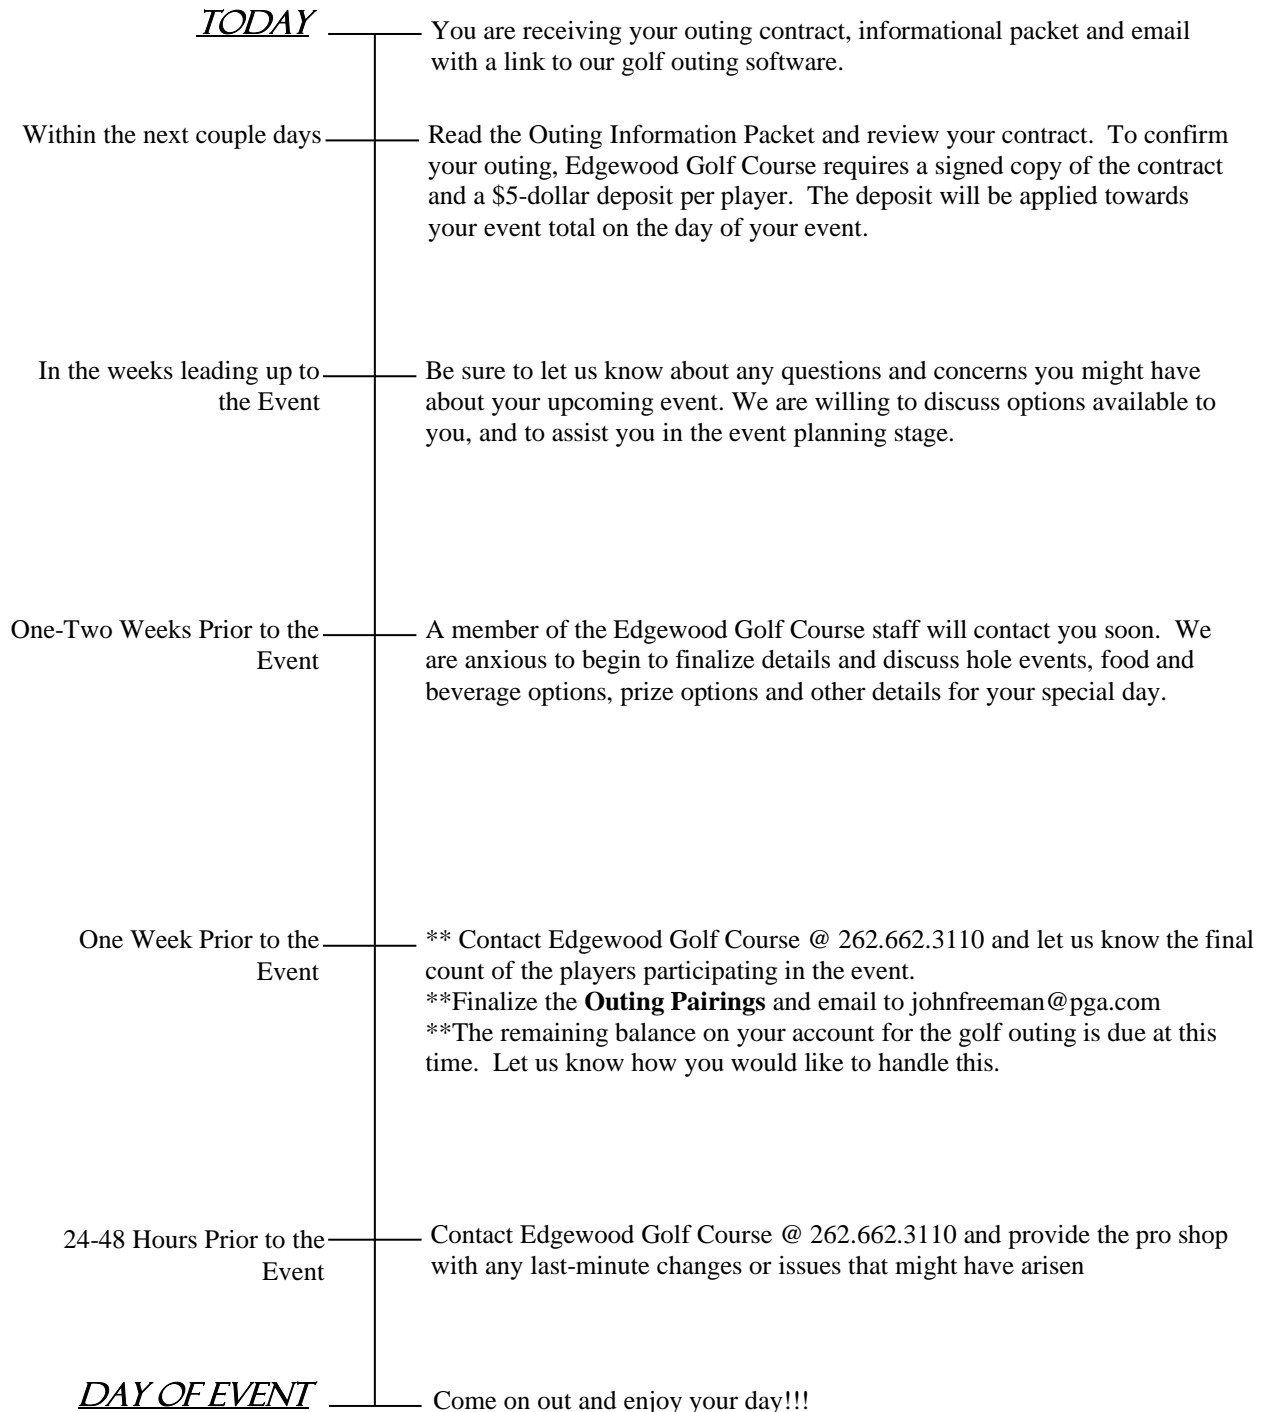 TODAY
You are receiving your outing contract, informational packet and email
with a link to our golf outing software.
Within the next couple days
Read the Outing Information Packet and review your contract.  To confirm
your outing, Edgewood Golf Course requires a signed copy of the contract
and a $5-dollar deposit per player.  The deposit will be applied towards
your event total on the day of your event.
In the weeks leading up to
the Event
Be sure to let us know about any questions and concerns you might have
about your upcoming event. We are willing to discuss options available to
you, and to assist you in the event planning stage.
One-Two Weeks Prior to the
Event
A member of the Edgewood Golf Course staff will contact you soon.  We
are anxious to begin to finalize details and discuss hole events, food and
beverage options, prize options and other details for your special day.
One Week Prior to the
Event
** Contact Edgewood Golf Course @ 262.662.3110 and let us know the final
count of the players participating in the event.
**Finalize the Outing Pairings and email to johnfreeman@pga.com
**The remaining balance on your account for the golf outing is due at this
time.  Let us know how you would like to handle this.
24-48 Hours Prior to the
Event
Contact Edgewood Golf Course @ 262.662.3110 and provide the pro shop
with any last-minute changes or issues that might have arisen
DAY OF EVENT
Come on out and enjoy your day!!!